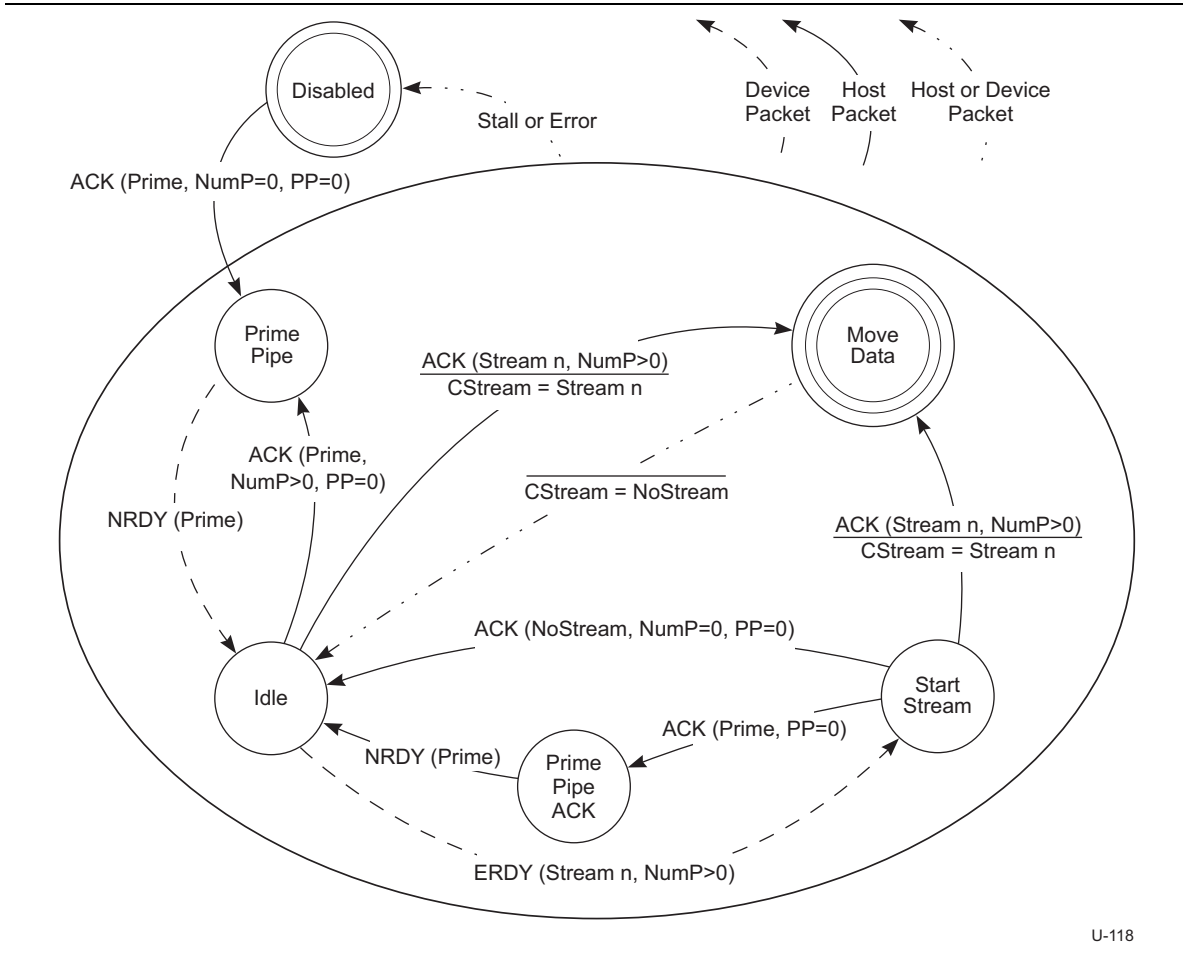 Disabled
Stall or Error
Device
Packet
Host
Packet
Host or Device
Packet
ACK (Prime, NumP=0, PP=0)
Prime
Pipe
Move
Data
ACK (Stream n, NumP>0)
CStream = Stream n
ACK (Prime,
NumP>0, PP=0)
CStream = NoStream
NRDY (Prime)
ACK (Stream n, NumP>0)
CStream = Stream n
ACK (NoStream, NumP=0, PP=0)
Idle
Start
Stream
ACK (Prime, PP=0)
NRDY (Prime)
Prime
Pipe
ACK
ERDY (Stream n, NumP>0)
U-118